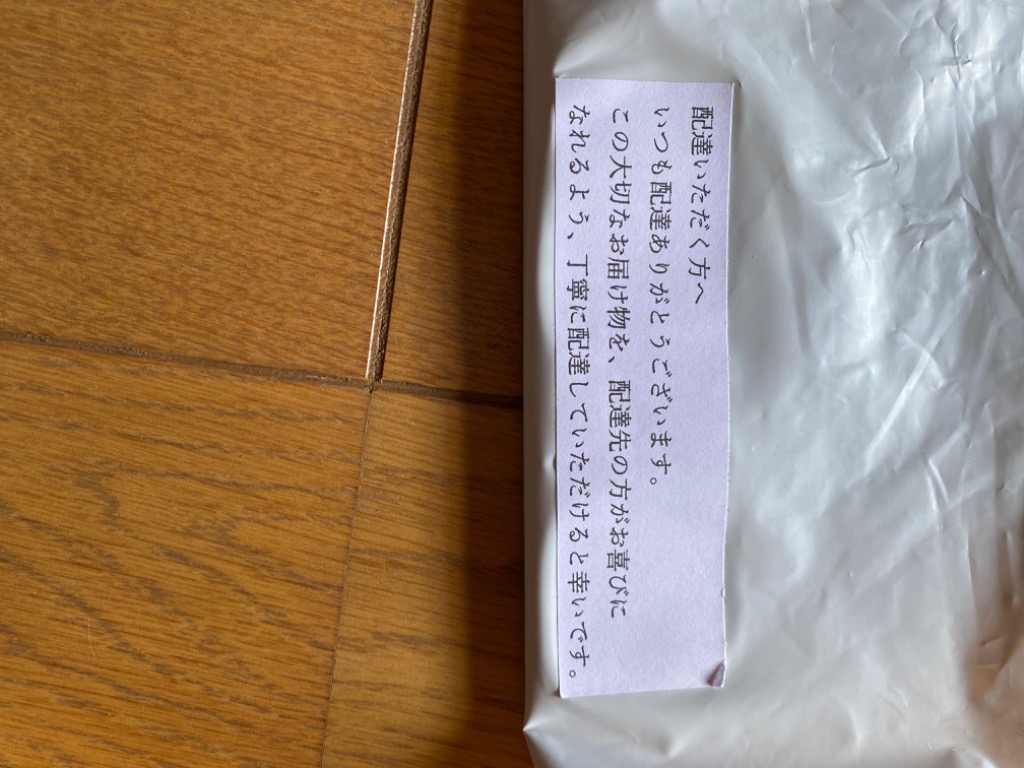 配達いただく方へ
いつも配達ありがとうございます。
この大切なお届け物を、配達先の方がお喜びに
なれるよう、丁寧に配達していただけると幸いです。